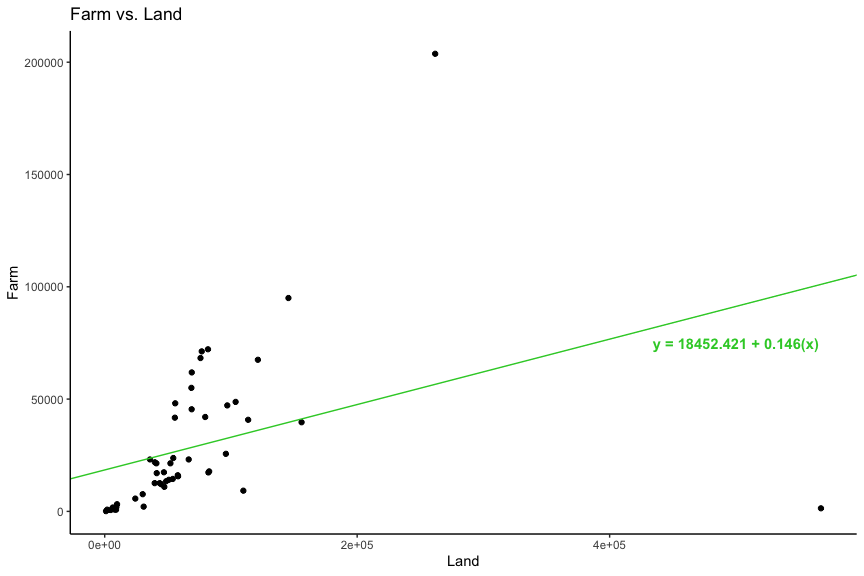 Farm vs. Land
200000
150000
100000
50000
0
Farm
y = 18452.421 + 0.146(x)
0e+00 2e+05 4e+05
Land